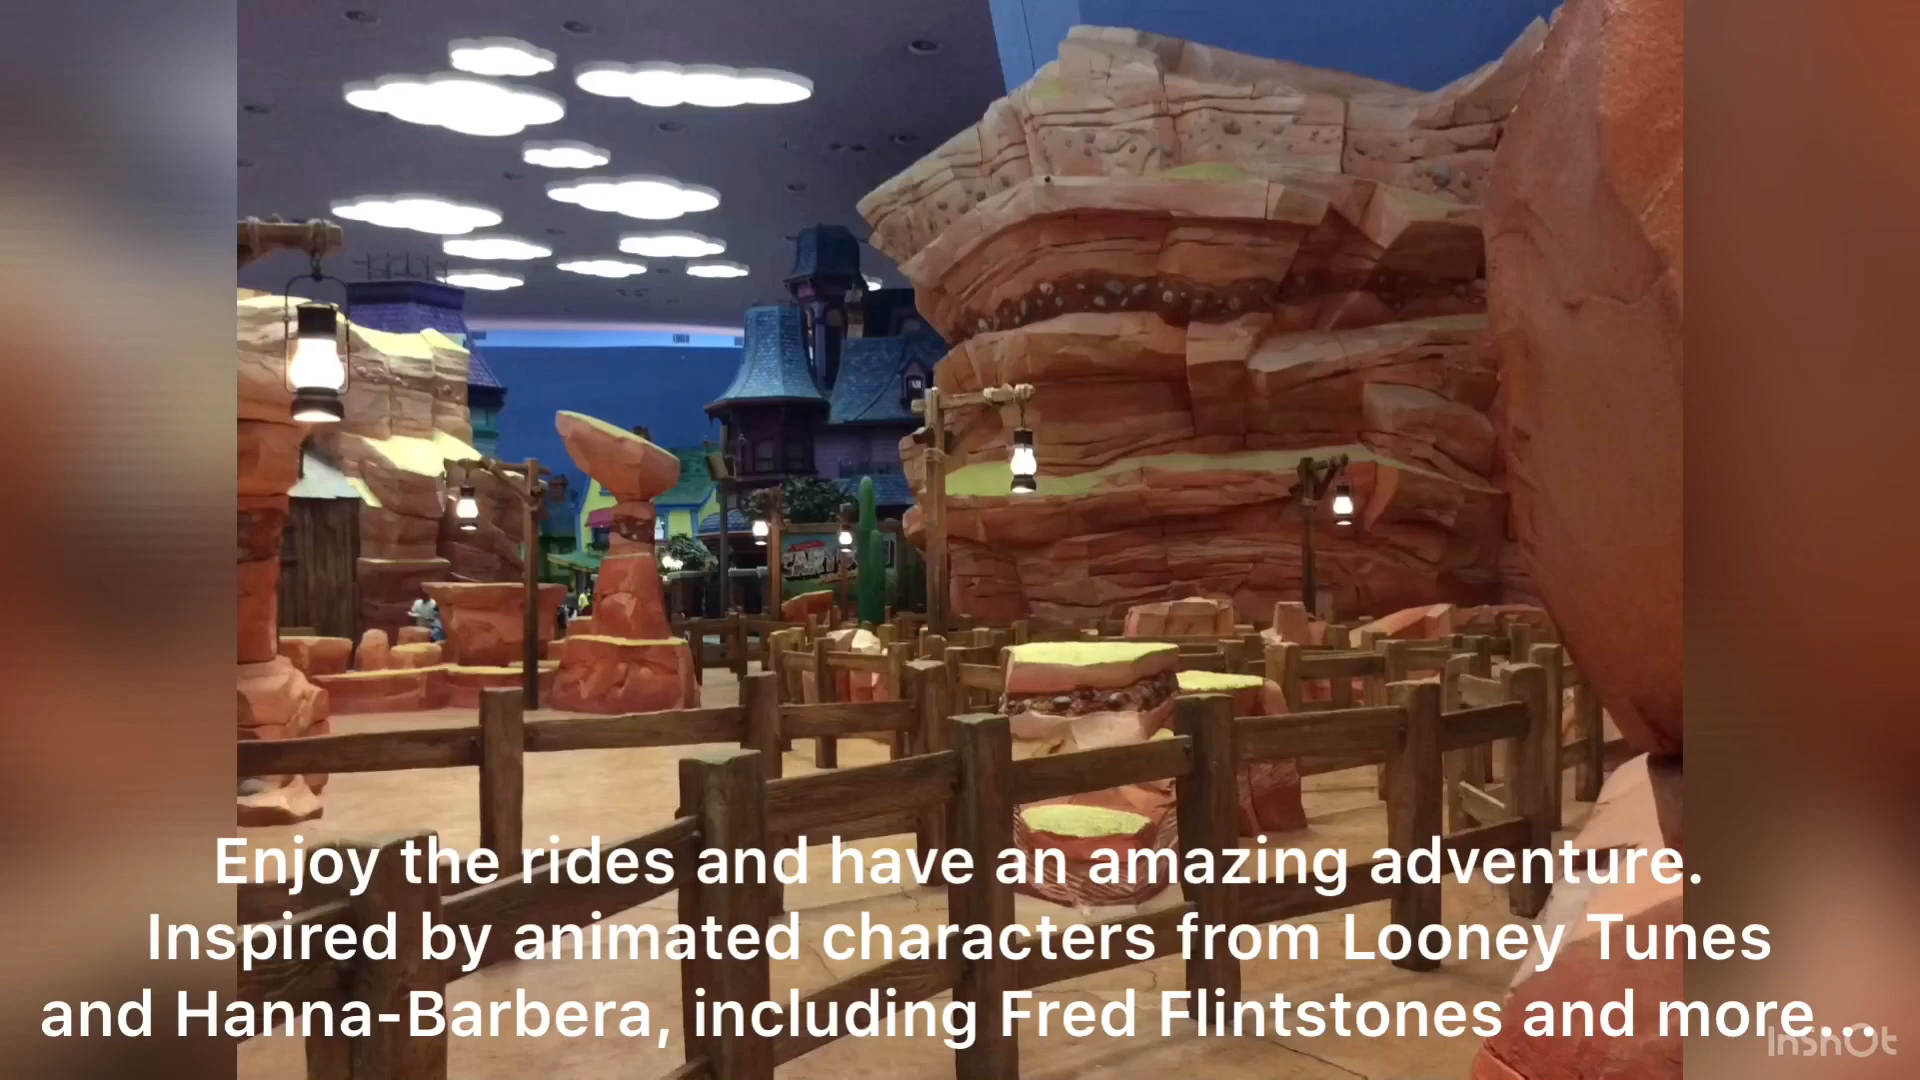 Enjoy the rides and have an amazing adventure.
Inspired by animated characters from Looney Tunes
and Hanna-Barbera, including Fred Flintstones and more...
InShOt